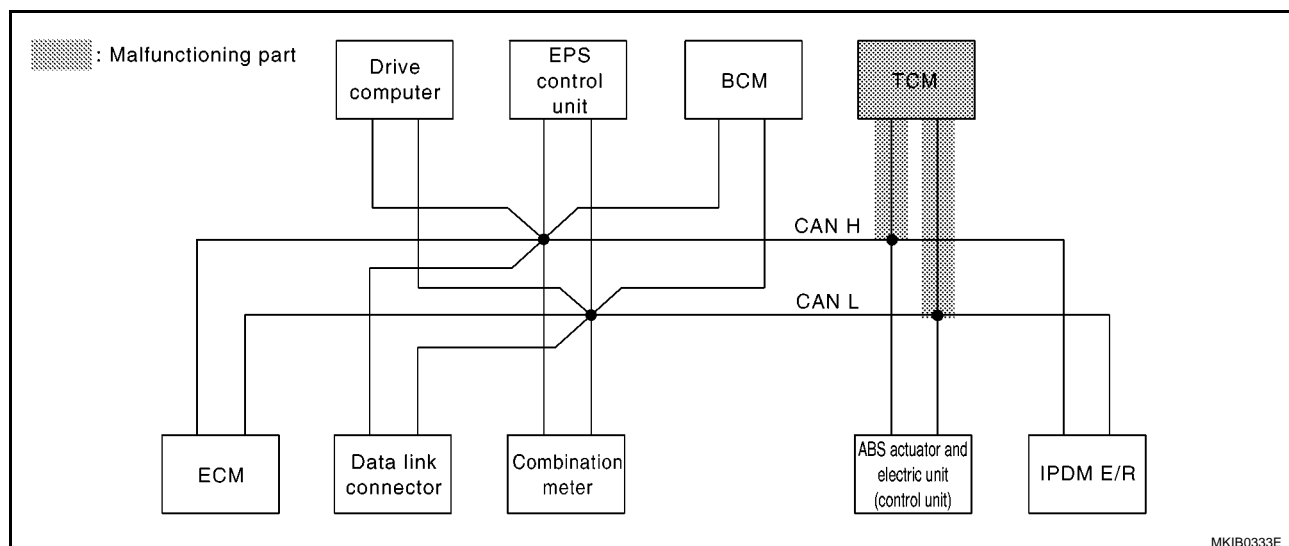 : Malfunctioning part
Drive
computer
EPS
control
unit
BCM
TCM
CAN H
CAN L
ECM
Data link
connector
Combination
meter
ABS actuator and
electric unit
(control unit)
IPDM E/R
MKIB0333E